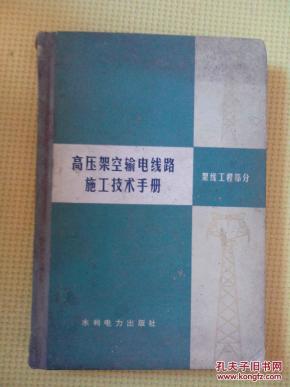 高压架空输电线路
施工技术手册
架线工程部分
水利电力出版社
孔夫子旧书网